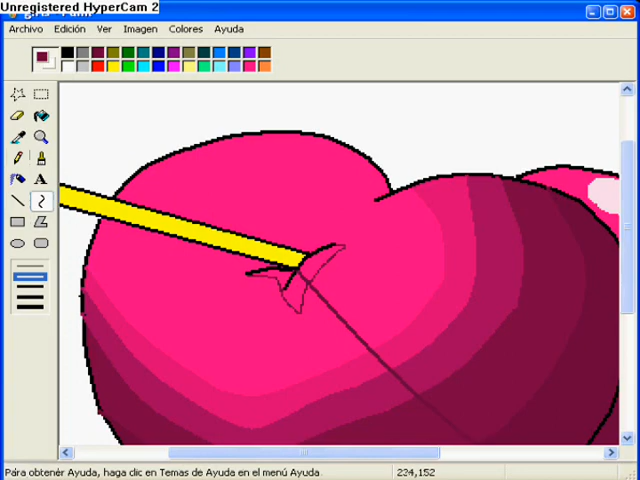 Unregistered HyperCam 2
Archivo Edición Ver Imagen Colores Ayuda
A
Para obtener Ayuda, haga clic en Temas de Ayuda en el menú Ayuda.
234,152